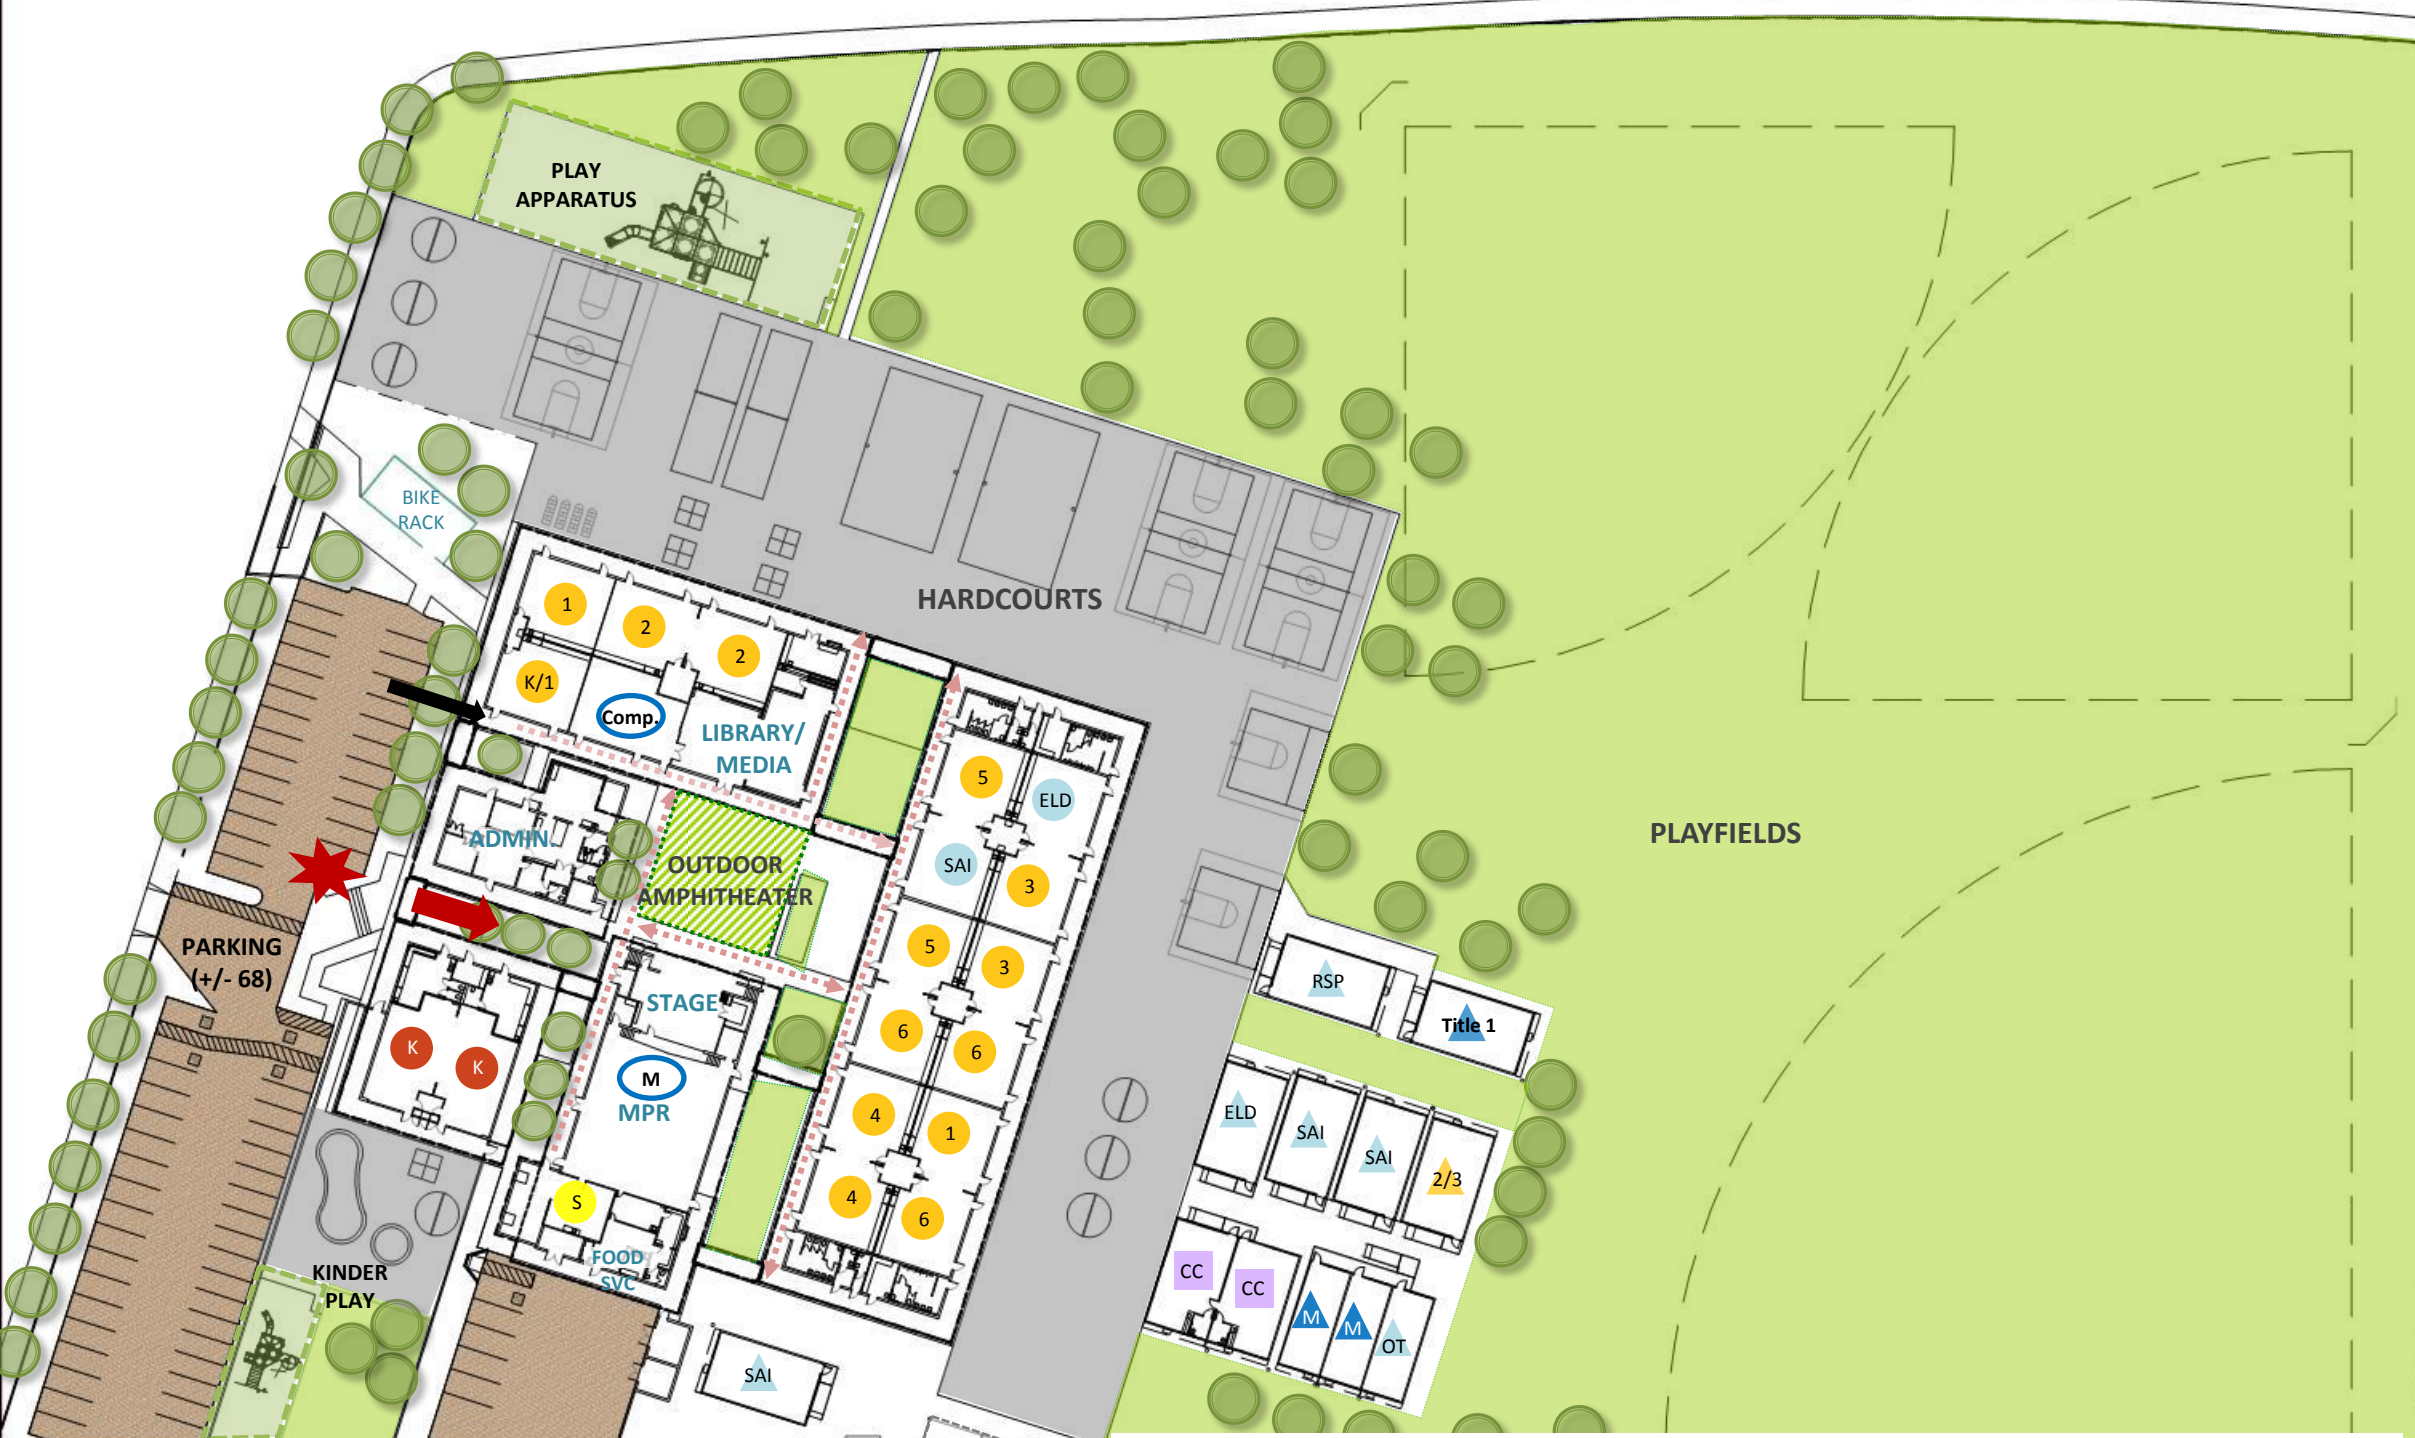 PLAY
APPARATUS
BIKE
RACK
HARDCOURTS
1
2
2
K/1
Comp.
LIBRARY/
MEDIA
5
ELD
ADMIN.
SAI
3
OUTDOOR
AMPHITHEATER
PLAYFIELDS
PARKING
(+/- 68)
5
3
STAGE
6
6
RSP
Title 1
K
K
M
MPR
4
1
ELD
SAI
SAI
2/3
S
4
6
FOOD
SVC
KINDER
PLAY
CC
CC
M
M
OT
SAI